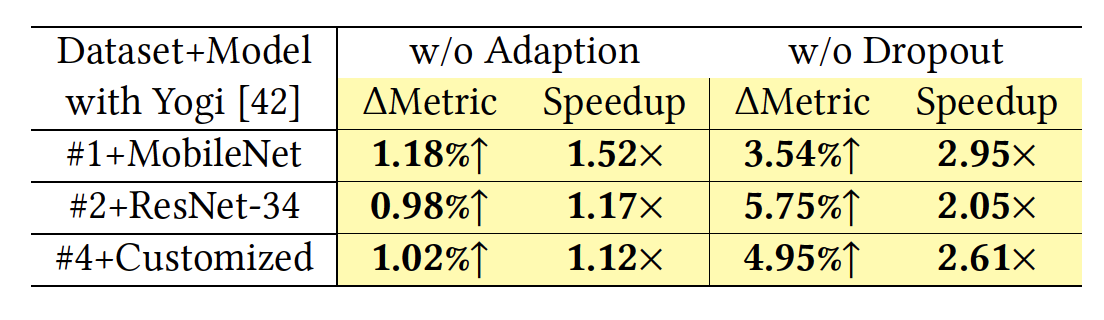 Dataset+Model w/o Adaption w/o Dropout
with Yogi [42] ΔMetric Speedup ΔMetric Speedup
#1+MobileNet 1.18%↑ 1.52× 3.54%↑ 2.95×
#2+ResNet-34 0.98%↑ 1.17× 5.75%↑ 2.05×
#4+Customized 1.02%↑ 1.12× 4.95%↑ 2.61×